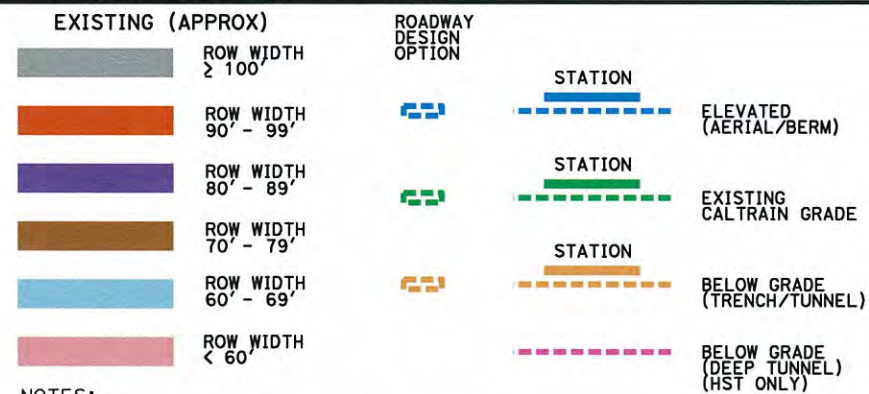 EXISTING (APPROX)
ROW WIDTH
≥ 100'
ROW WIDTH
90' - 99'
ROW WIDTH
80' - 89'
ROW WIDTH
70' - 79'
ROW WIDTH
60' - 69'
ROW WIDTH
< 60'
NOTES:
ROADWAY
DESIGN
OPTION
STATION
ELEVATED
(AERIAL/BERM)
STATION
EXISTING
CALTRAIN GRADE
STATION
BELOW GRADE
(TRENCH/TUNNEL)
BELOW GRADE
(DEEP TUNNEL)
(HST ONLY)